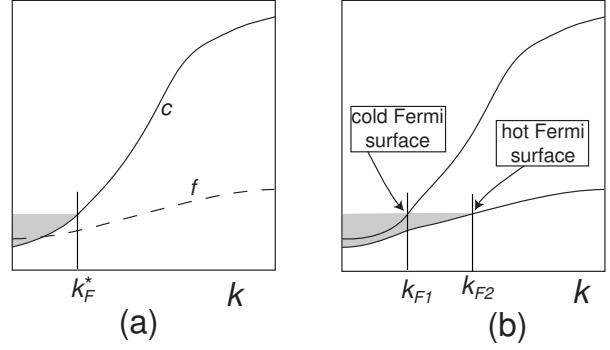 c
f
k*F
k
(a)
cold Fermi
surface
hot Fermi
surface
kF1
kF2
k
(b)